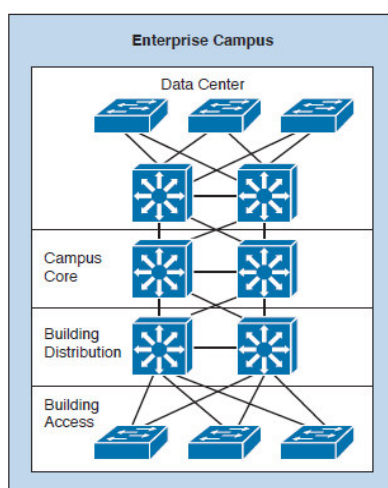 Enterprise Campus
Data Center
Campus
Core
Building
Distribution
Building
Access